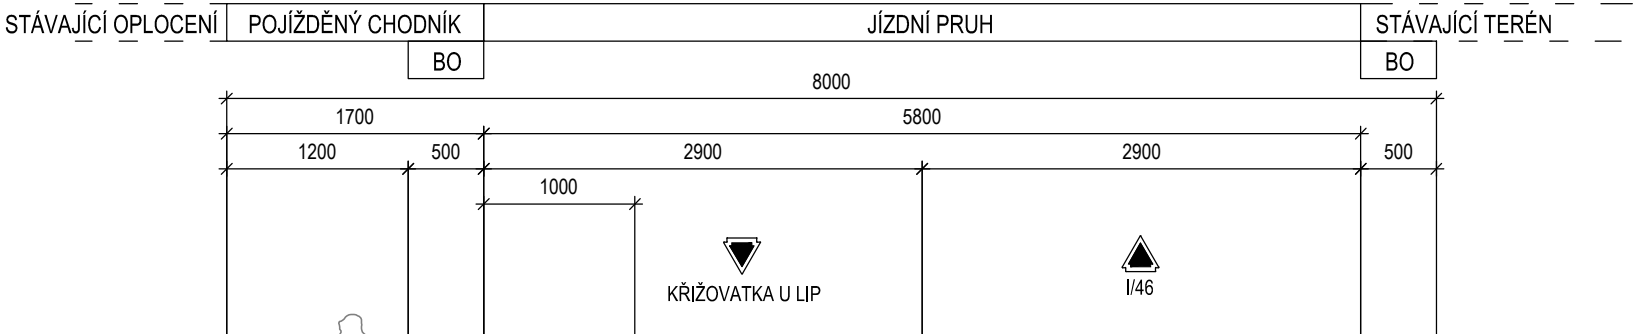 STÁVAJÍCÍ OPLOCENÍ POJÍŽDĚNÝ CHODNÍK JÍZDNÍ PRUH STÁVAJÍCÍ TERÉN
BO BO
8000
1700 5800
1200 500 2900 2900 500
1000
KŘIŽOVATKA U LIP I/46